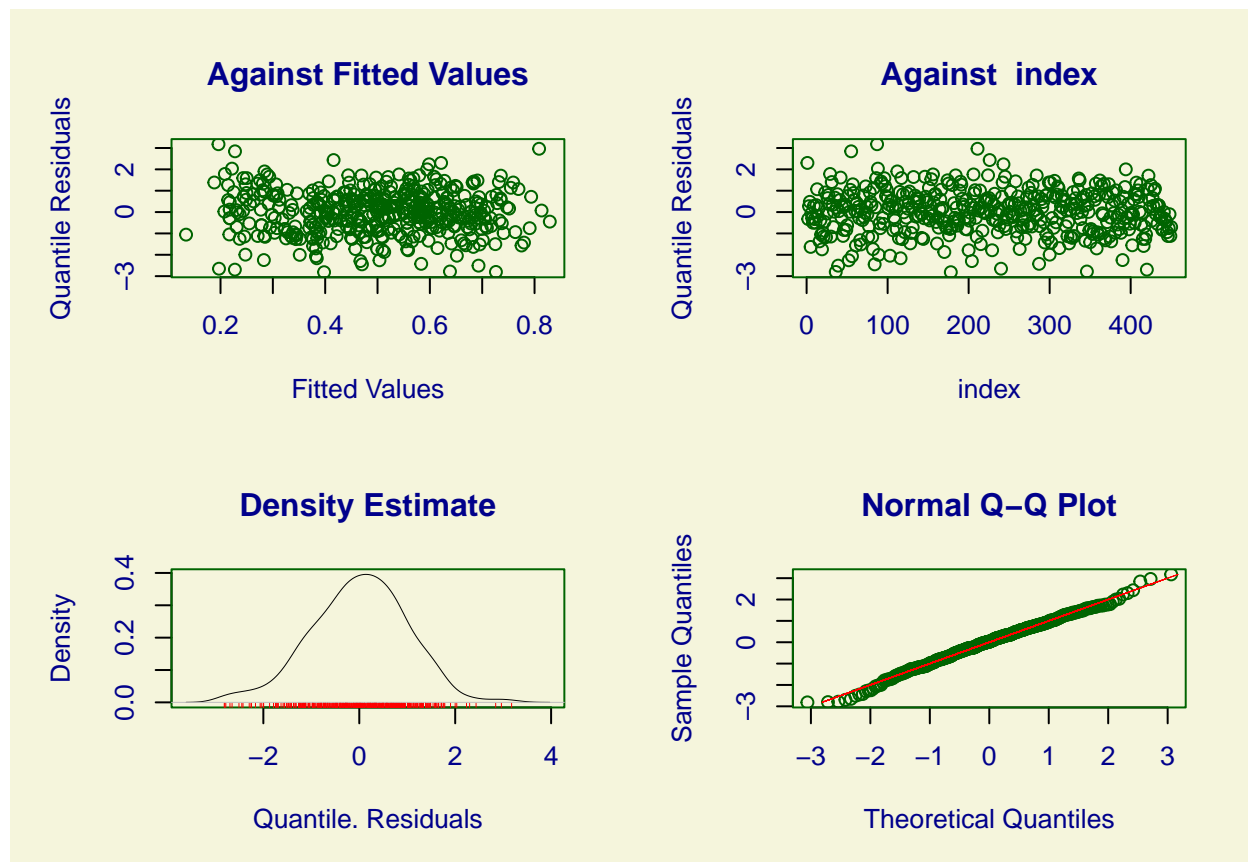 Against Fitted Values
Quantile Residuals
2
0
−3
0.2 0.4 0.6 0.8
Fitted Values
Against  index
Quantile Residuals
2
0
−3
0 100 200 300 400
index
Density Estimate
Density
0.4
0.2
0.0
−2 0 2 4
Quantile. Residuals
Normal Q−Q Plot
Sample Quantiles
2
0
−3
−3 −2 −1 0 1 2 3
Theoretical Quantiles